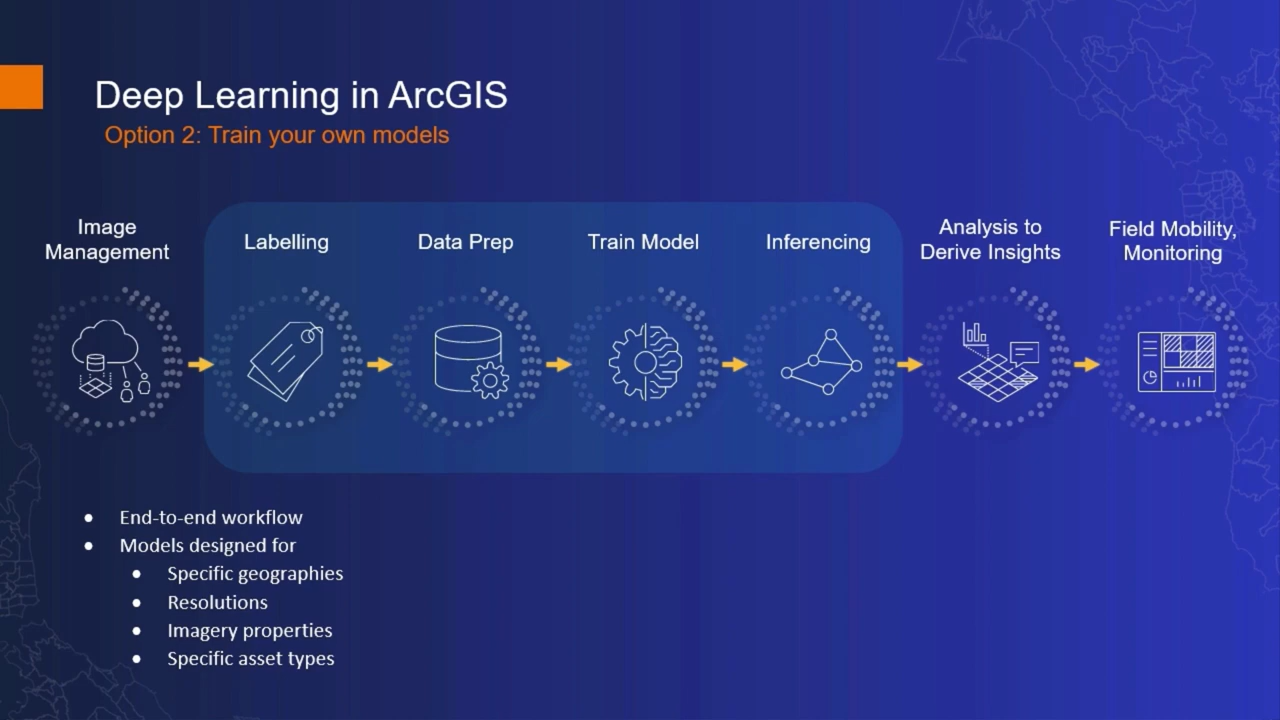 Deep Learning in ArcGIS
Option 2: Train your own models
Image
Management
Labelling
Data Prep
Train Model
Inferencing
Analysis to
Derive Insights
Field Mobility,
Monitoring
• End-to-end workflow
• Models designed for
• Specific geographies
• Resolutions
• Imagery properties
• Specific asset types